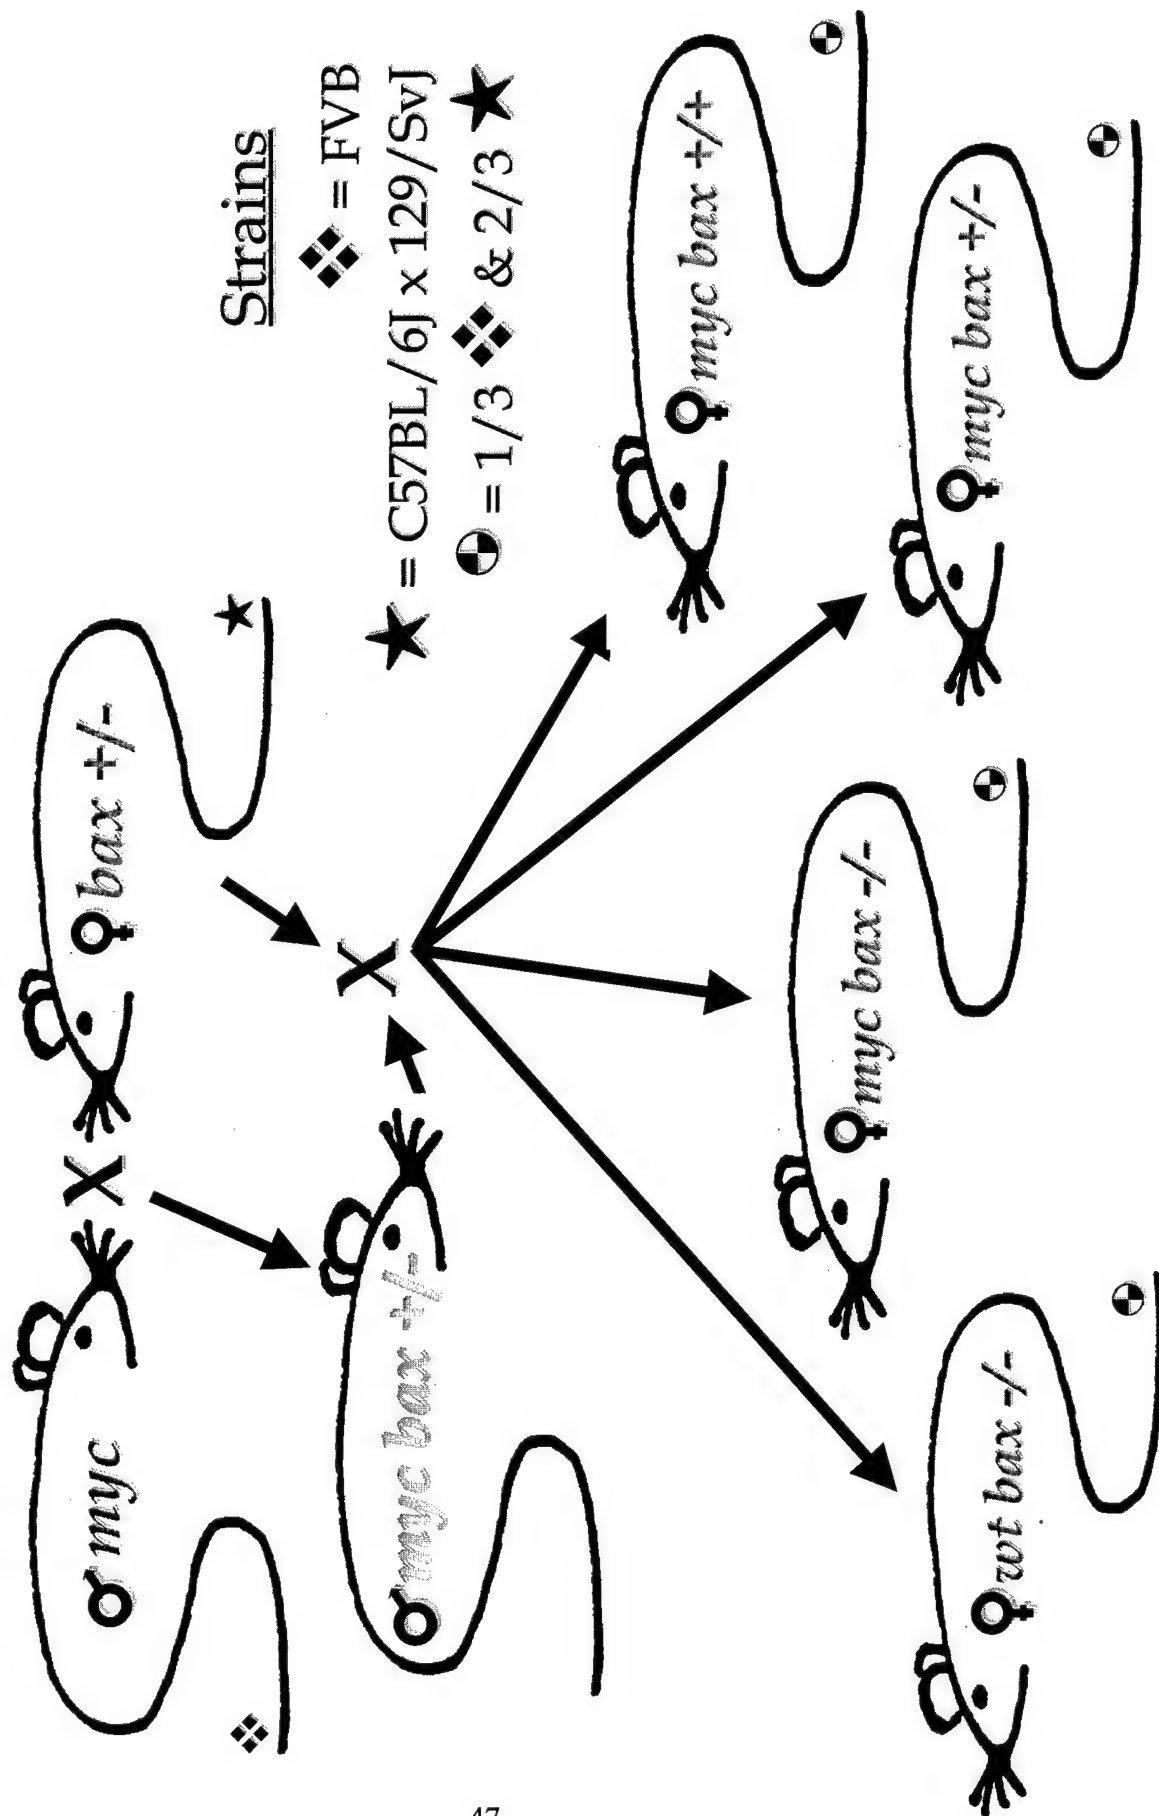 ♂ myc
X
♀ bax +/-
Strains
❖ = FVB
★ = C57BL/6J x 129/SvJ
= 1/3 ❖ & 2/3 ★
♂ myc bax +/-
X
♀ myc bax +/+
♀ myc bax -/-
♀ myc bax +/-
♀ wt bax -/-